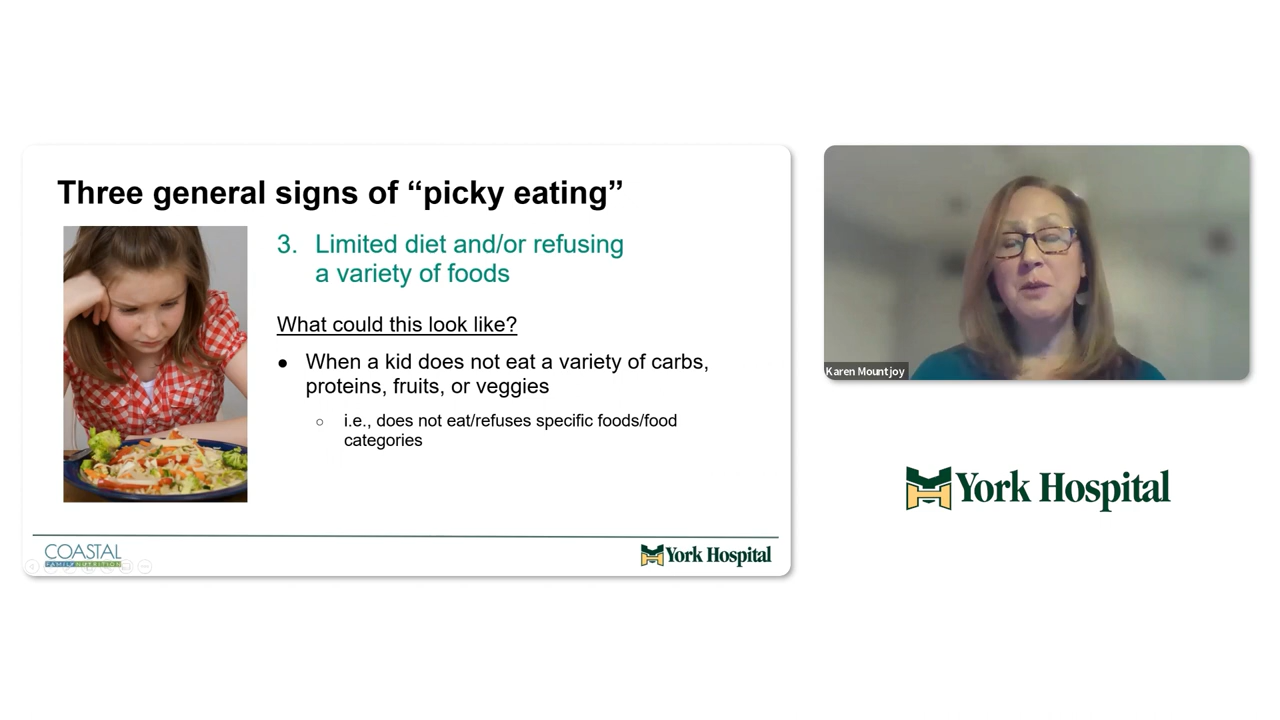 Three general signs of “picky eating”
3. Limited diet and/or refusing
a variety of foods
What could this look like?
● When a kid does not eat a variety of carbs,
proteins, fruits, or veggies
○ i.e., does not eat/refuses specific foods/food
categories
COASTAL
FAMILY NUTRITION
York Hospital
Karen Mountjoy
York Hospital